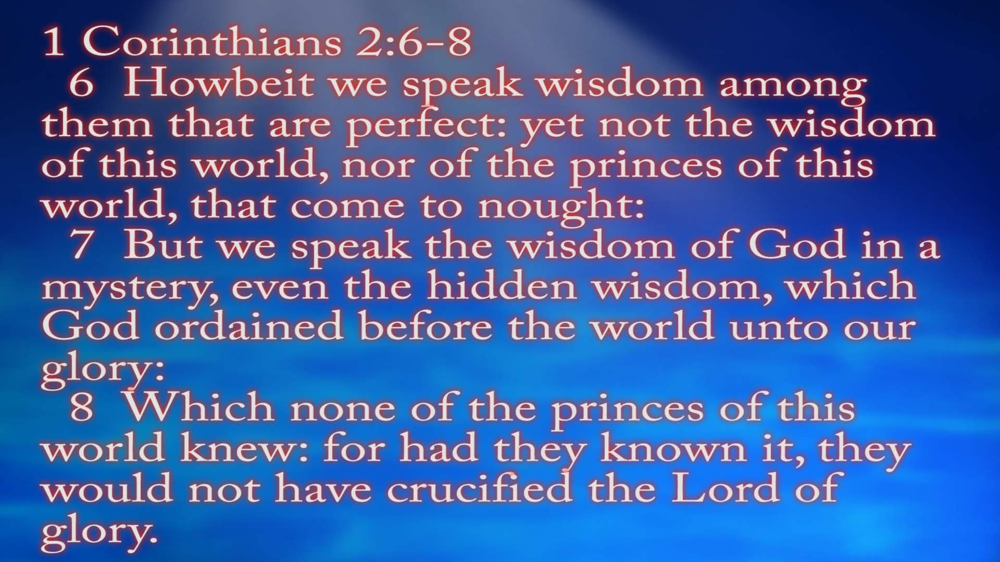 1 Corinthians 2:6-8
6 Howbeit we speak wisdom among
them that are perfect: yet not the wisdom
of this world, nor of the princes of this
world, that come to nought:
7 But we speak the wisdom of God in a
mystery, even the hidden wisdom, which
God ordained before the world unto our
glory:
8 Which none of the princes of this
world knew: for had they known it, they
would not have crucified the Lord of
glory.